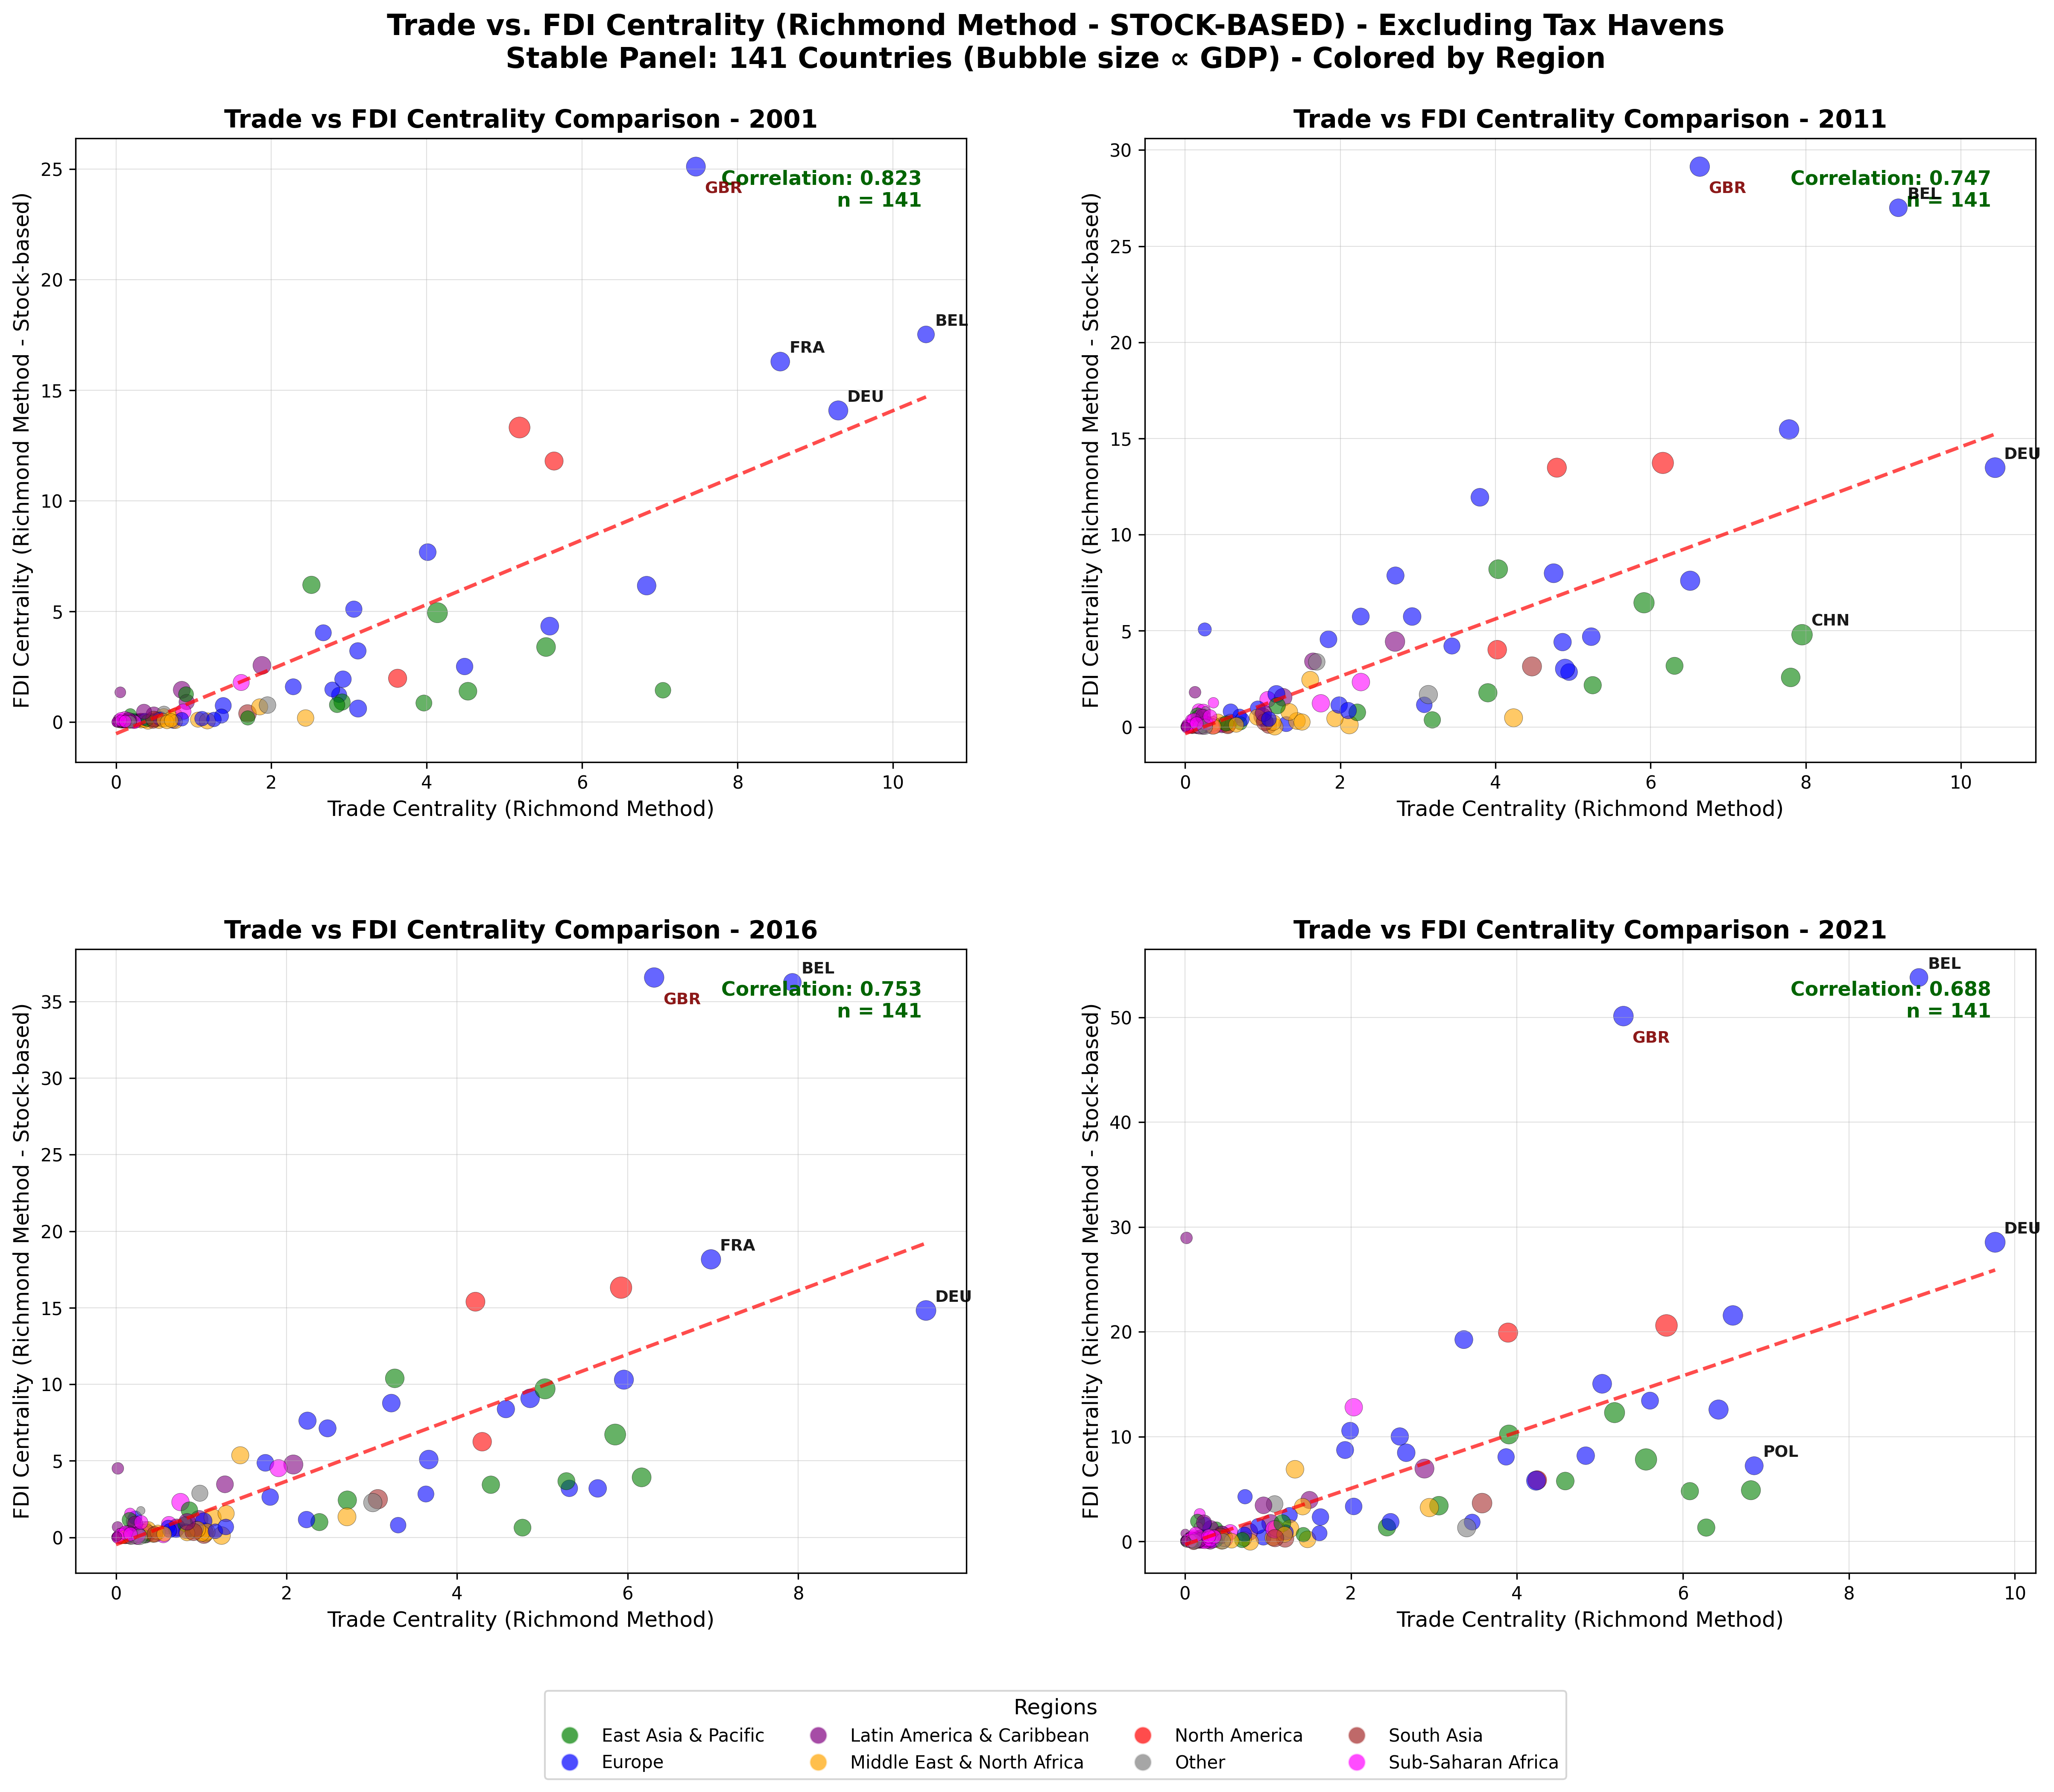 Trade vs. FDI Centrality (Richmond Method - STOCK-BASED) - Excluding Tax Havens
Stable Panel: 141 Countries (Bubble size ∝ GDP) - Colored by Region
Trade vs FDI Centrality Comparison - 2001
FDI Centrality (Richmond Method - Stock-based)
25
20
15
10
5
0
Correlation: 0.823
n = 141
GBR
BEL
FRA
DEU
0 2 4 6 8 10
Trade Centrality (Richmond Method)
Trade vs FDI Centrality Comparison - 2011
FDI Centrality (Richmond Method - Stock-based)
30
25
20
15
10
5
0
Correlation: 0.747
n = 141
GBR
BEL
DEU
CHN
0 2 4 6 8 10
Trade Centrality (Richmond Method)
Trade vs FDI Centrality Comparison - 2016
FDI Centrality (Richmond Method - Stock-based)
35
30
25
20
15
10
5
0
BEL
Correlation: 0.753
GBR
n = 141
FRA
DEU
0 2 4 6 8
Trade Centrality (Richmond Method)
Trade vs FDI Centrality Comparison - 2021
FDI Centrality (Richmond Method - Stock-based)
50
40
30
20
10
0
BEL
Correlation: 0.688
n = 141
GBR
DEU
POL
0 2 4 6 8 10
Trade Centrality (Richmond Method)
Regions
East Asia & Pacific
Latin America & Caribbean
North America
South Asia
Europe
Middle East & North Africa
Other
Sub-Saharan Africa